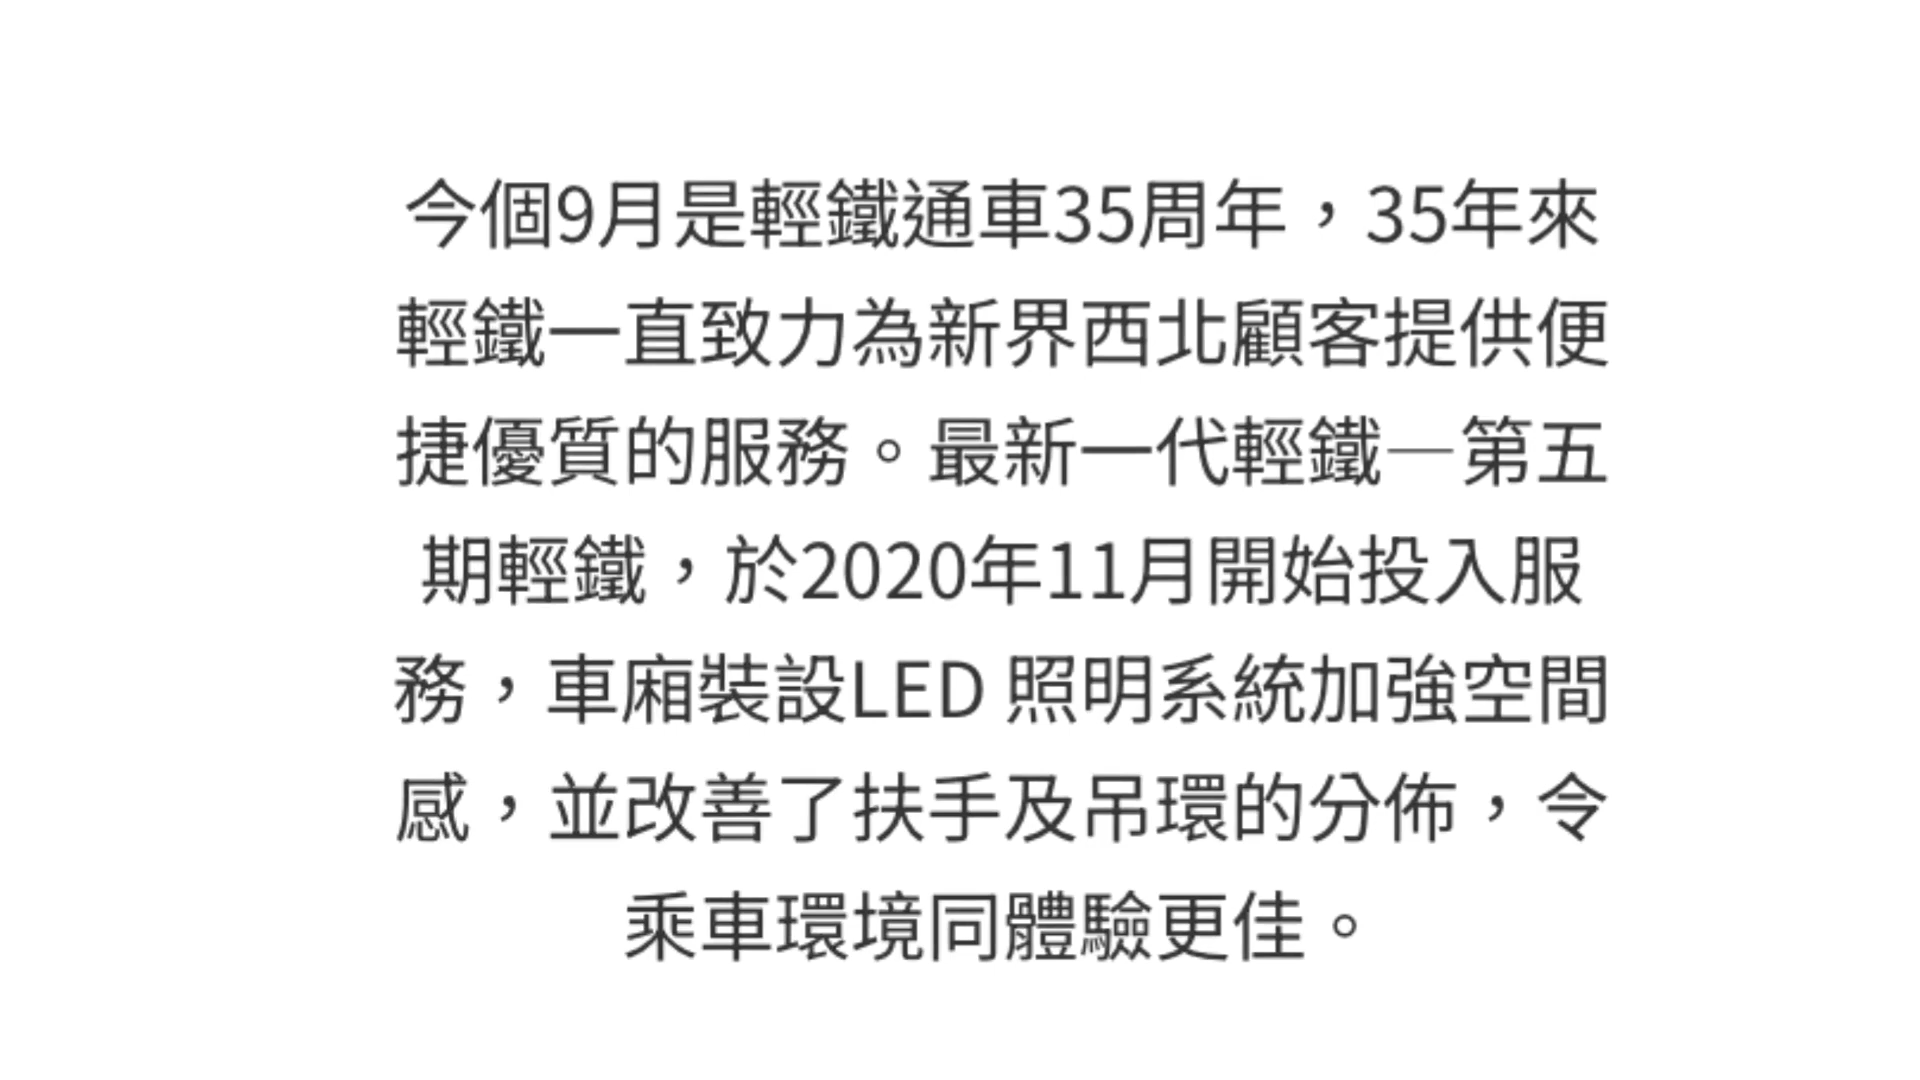 今個9月是輕鐵通車35周年，35年來
輕鐵一直致力為新界西北顧客提供便
捷優質的服務。最新一代輕鐵—第五
期輕鐵，於2020年11月開始投入服
務，車廂裝設LED 照明系統加強空間
感，並改善了扶手及吊環的分佈，令
乘車環境同體驗更佳。